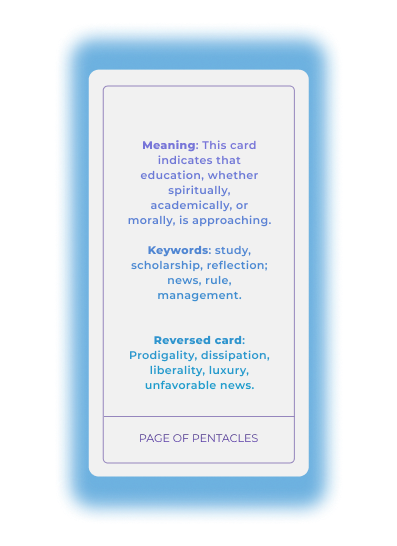 Meaning: This card
indicates that
education, whether
spiritually,
academically, or
morally, is approaching.
Keywords: study,
scholarship, reflection;
news, rule,
management.
Reversed card:
Prodigality, dissipation,
liberality, luxury,
unfavorable news.
PAGE OF PENTACLES